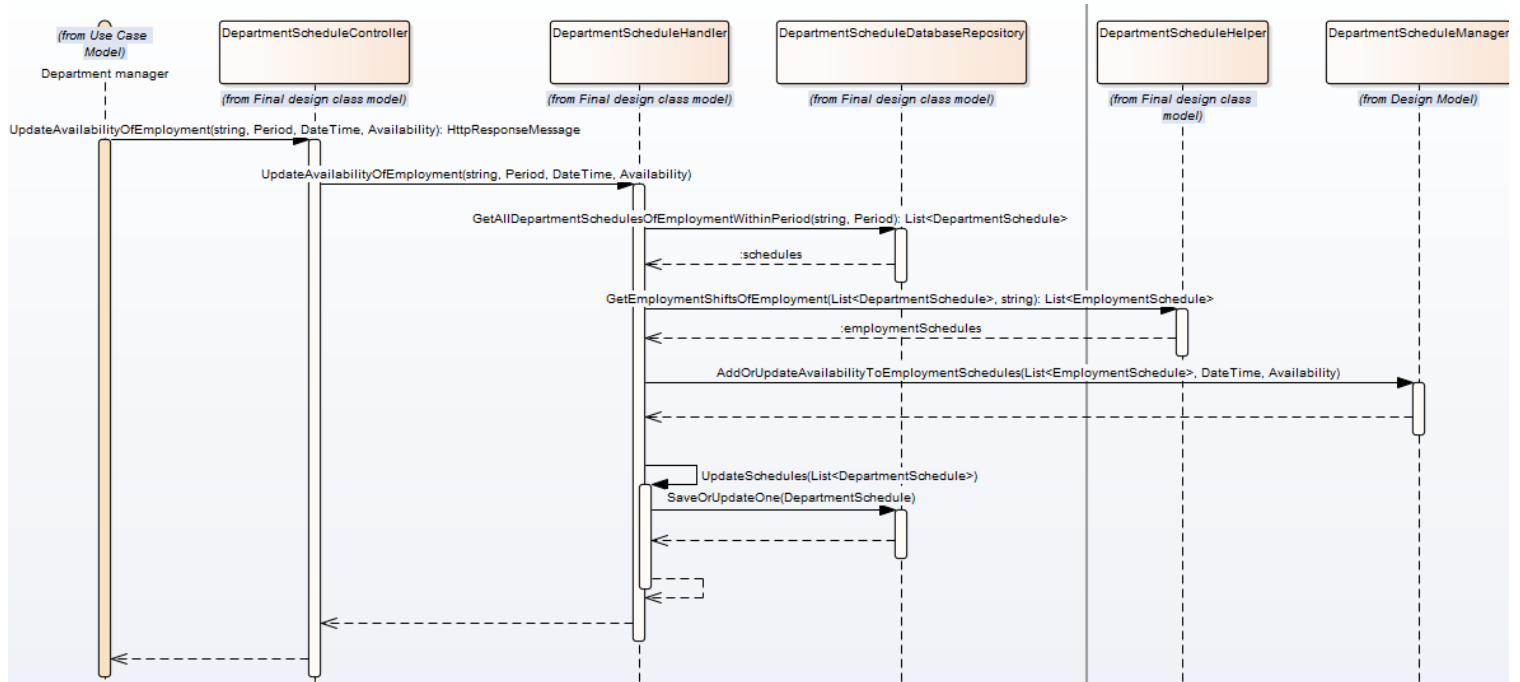 (from Use Case
Model)
Department manager
DepartmentScheduleController
(from Final design class model)
DepartmentScheduleHandler
(from Final design class model)
DepartmentScheduleDatabaseRepository
(from Final design class model)
DepartmentScheduleHelper
(from Final design class
model)
DepartmentScheduleManager
(from Design Model)
UpdateAvailabilityOfEmployment(string, Period, DateTime, Availability): HttpResponseMessage
UpdateAvailabilityOfEmployment(string, Period, DateTime, Availability)
GetAllDepartmentSchedulesOfEmploymentWithinPeriod(string, Period): List<DepartmentSchedule>
:schedules
GetEmploymentShiftsOfEmployment(List<DepartmentSchedule>, string): List<EmploymentSchedule>
:employmentSchedules
AddOrUpdateAvailabilityToEmploymentSchedules(List<EmploymentSchedule>, DateTime, Availability)
UpdateSchedules(List<DepartmentSchedule>)
SaveOrUpdateOne(DepartmentSchedule)